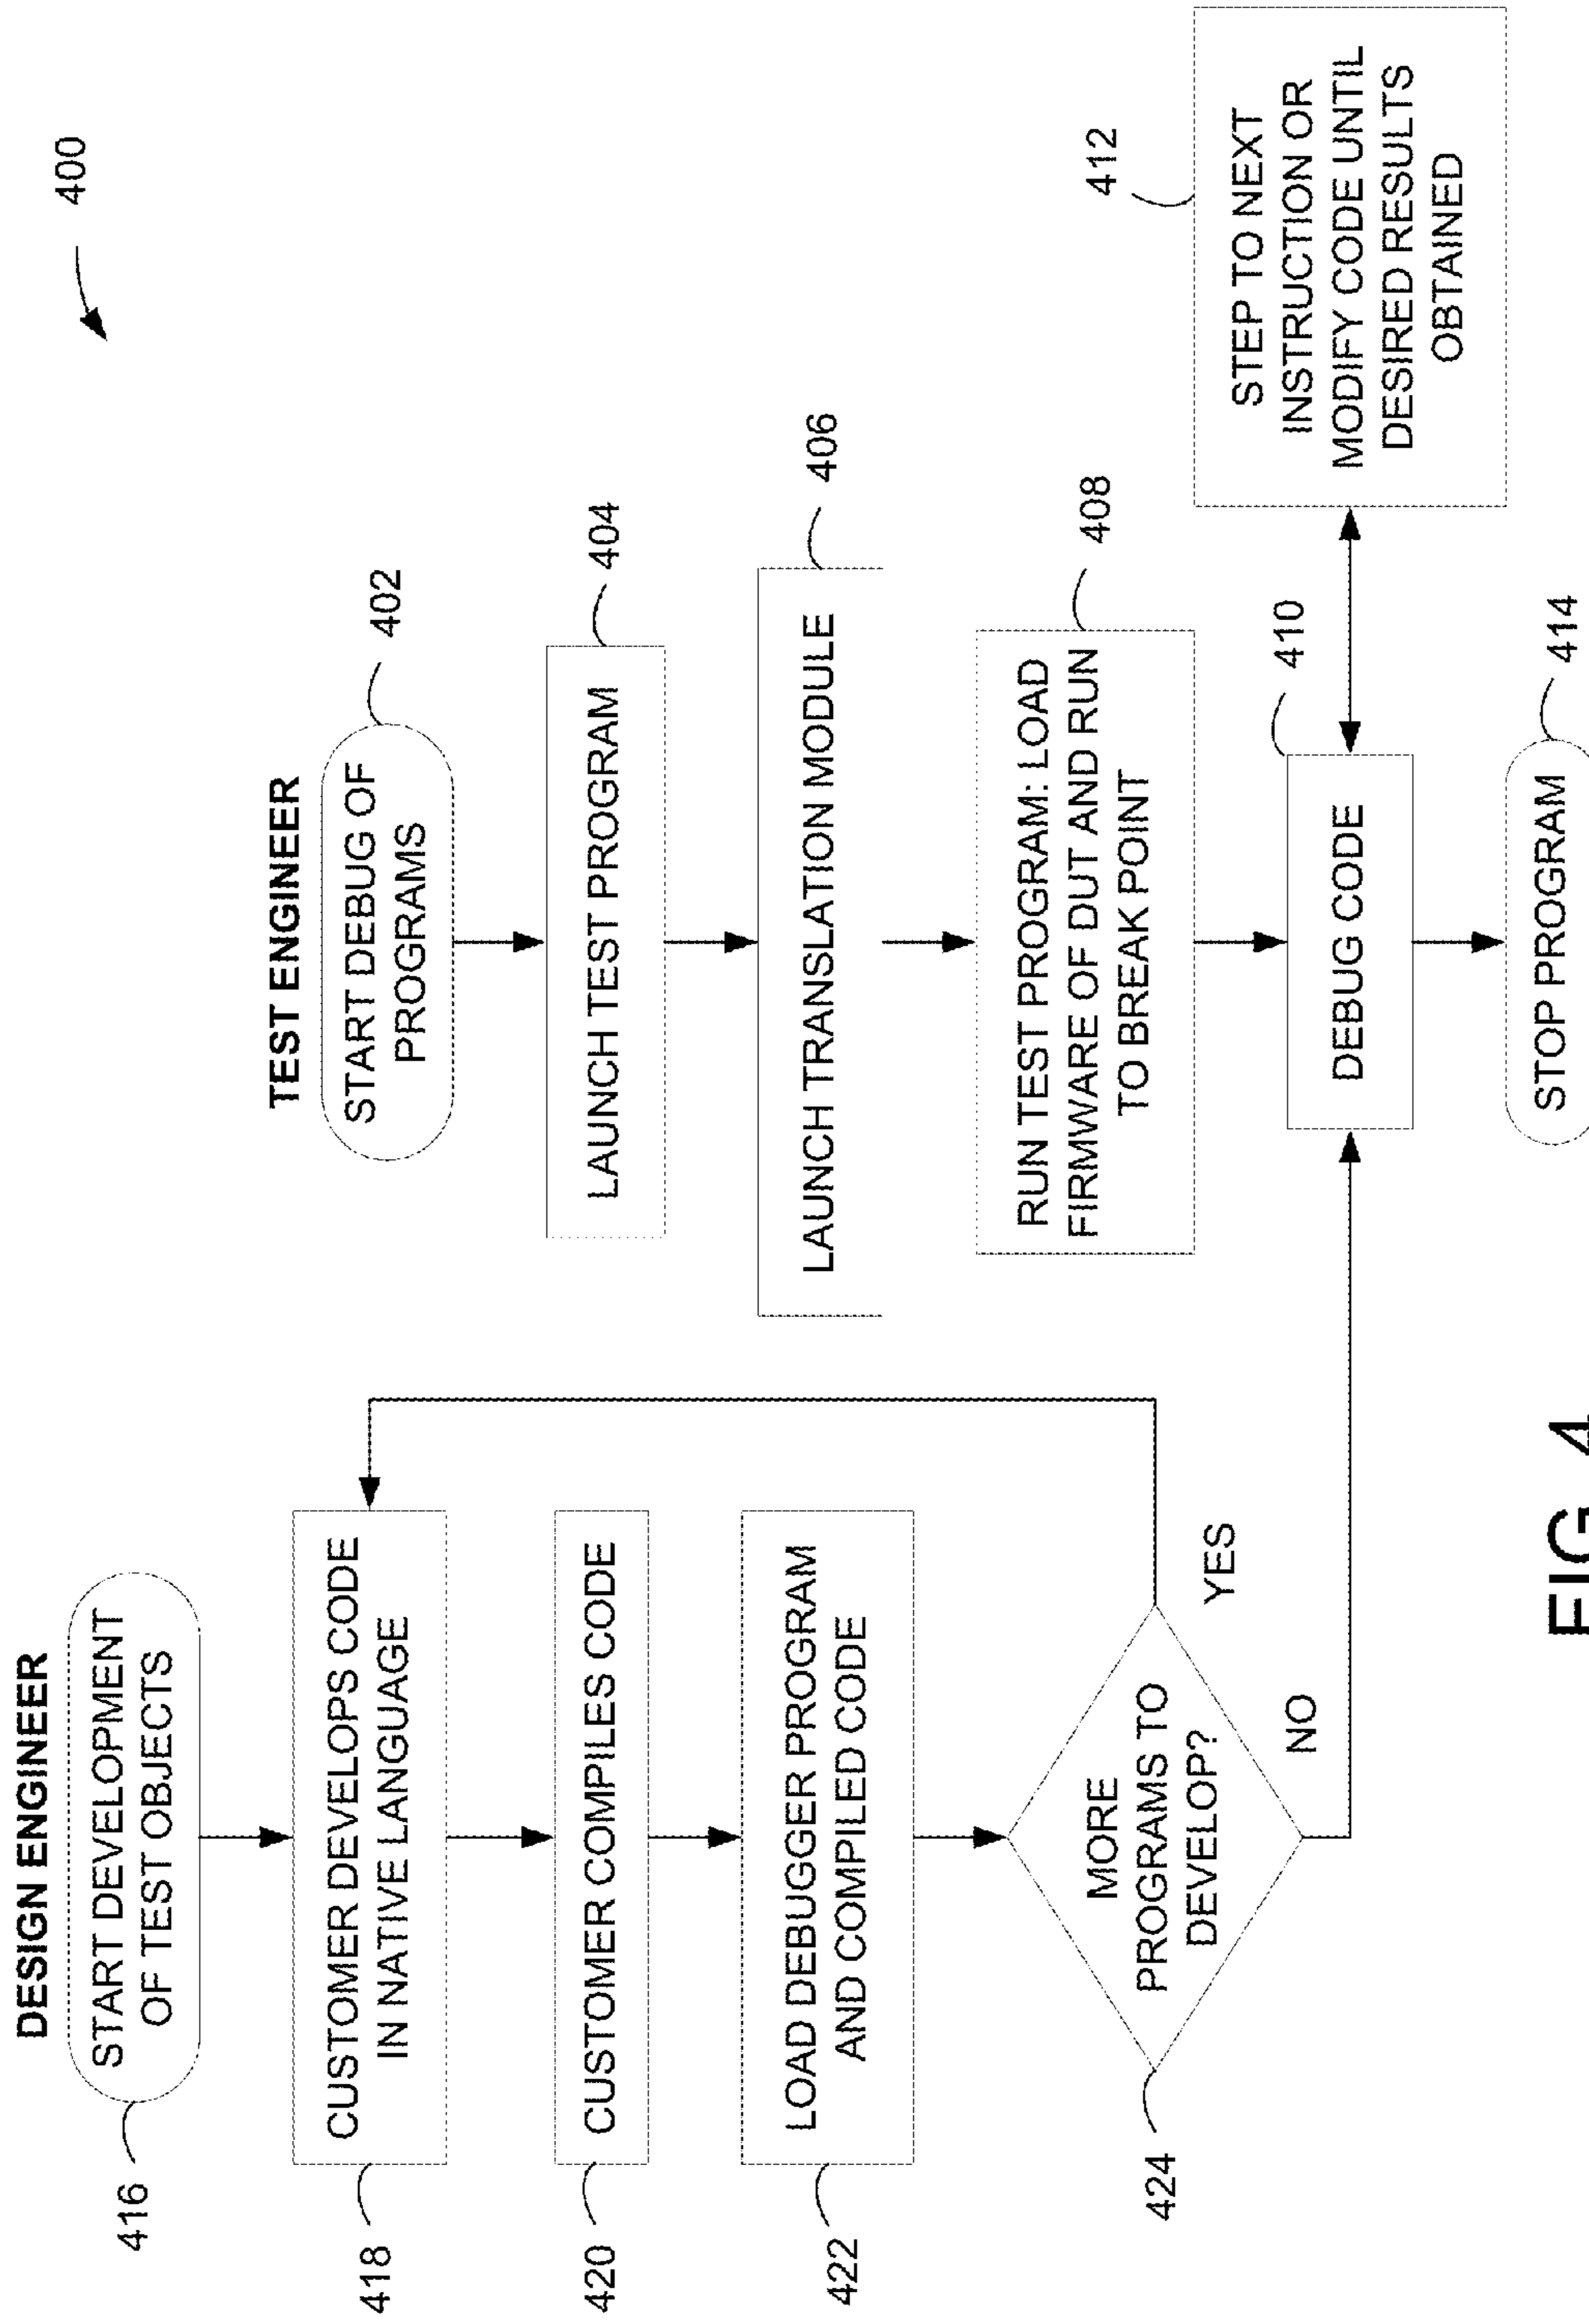 400
DESIGN ENGINEER
416
START DEVELOPMENT
OF TEST OBJECTS
418
CUSTOMER DEVELOPS CODE
IN NATIVE LANGUAGE
420
CUSTOMER COMPILES CODE
422
LOAD DEBUGGER PROGRAM
AND COMPILED CODE
424
MORE
PROGRAMS TO
DEVELOP?
YES
NO
TEST ENGINEER
402
START DEBUG OF
PROGRAMS
404
LAUNCH TEST PROGRAM
406
LAUNCH TRANSLATION MODULE
408
RUN TEST PROGRAM: LOAD
FIRMWARE OF DUT AND RUN
TO BREAK POINT
410
DEBUG CODE
412
STEP TO NEXT
INSTRUCTION OR
MODIFY CODE UNTIL
DESIRED RESULTS
OBTAINED
414
STOP PROGRAM
FIG. 4